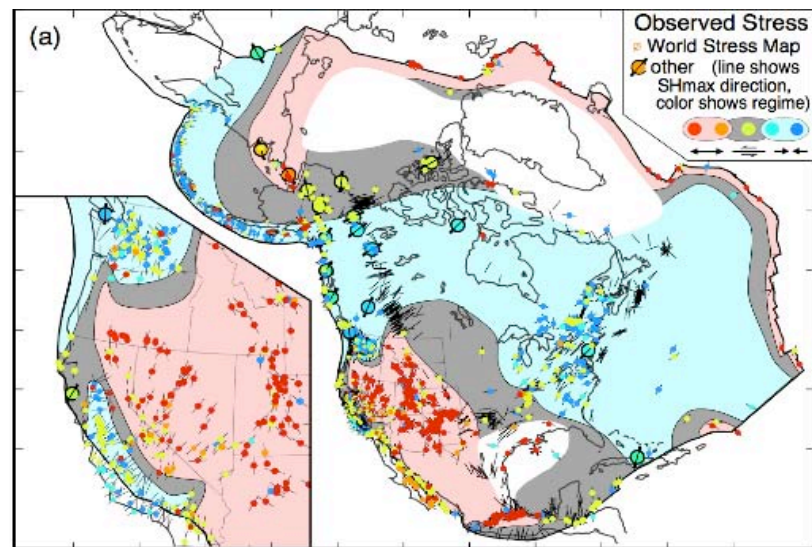 (a)
Observed Stress
World Stress Map
other (line shows
SHmax direction,
color shows regime)